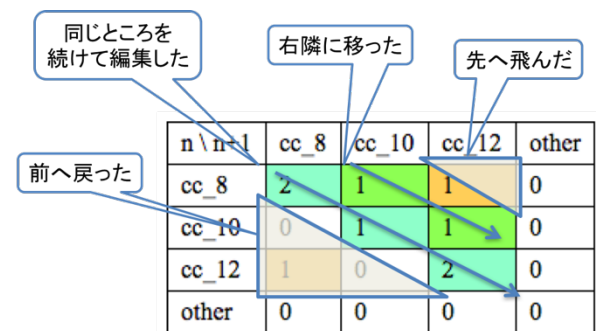 同じところを
続けて編集した
右隣に移った
先へ飛んだ
前へ戻った
n \ n+1 cc_8 cc_10 cc_12 other
cc_8 2 1 1 0
cc_10 0 1 1 0
cc_12 1 0 2 0
other 0 0 0 0